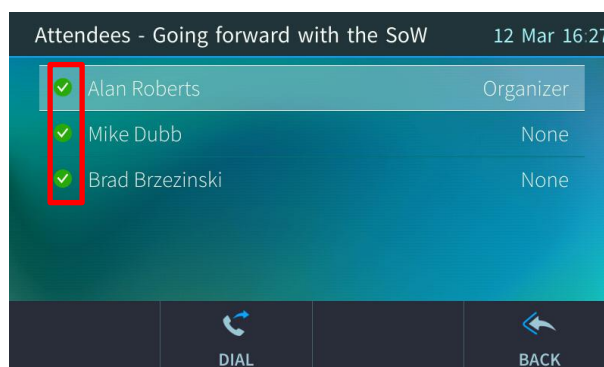 Attendees - Going forward with the SoW 12 Mar 16:27
Alan Roberts Organizer
Mike Dubb None
Brad Brzezinski None
DIAL BACK